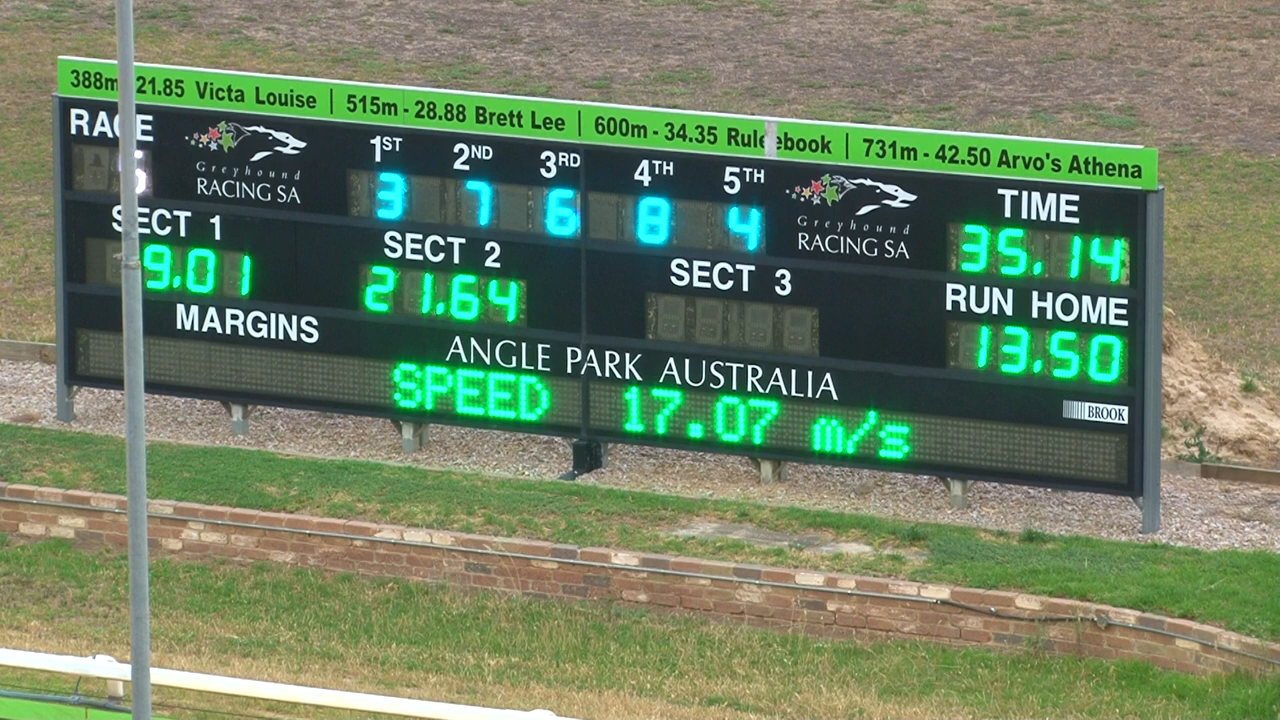 388m 21.85 Victa Louise | 515m - 28.88 Brett Lee | 600m - 34.35 Rulebook | 731m - 42.50 Arvo's Athena
RACE
Greyhound
RACING SA
1ST 2ND 3RD 4TH 5TH
3 7 6 8 4
Greyhound
RACING SA
TIME
35.14
SECT 1
9.01
SECT 2
21.64
SECT 3
RUN HOME
13.50
MARGINS
ANGLE PARK AUSTRALIA
SPEED 17.07 m/s
BROOK